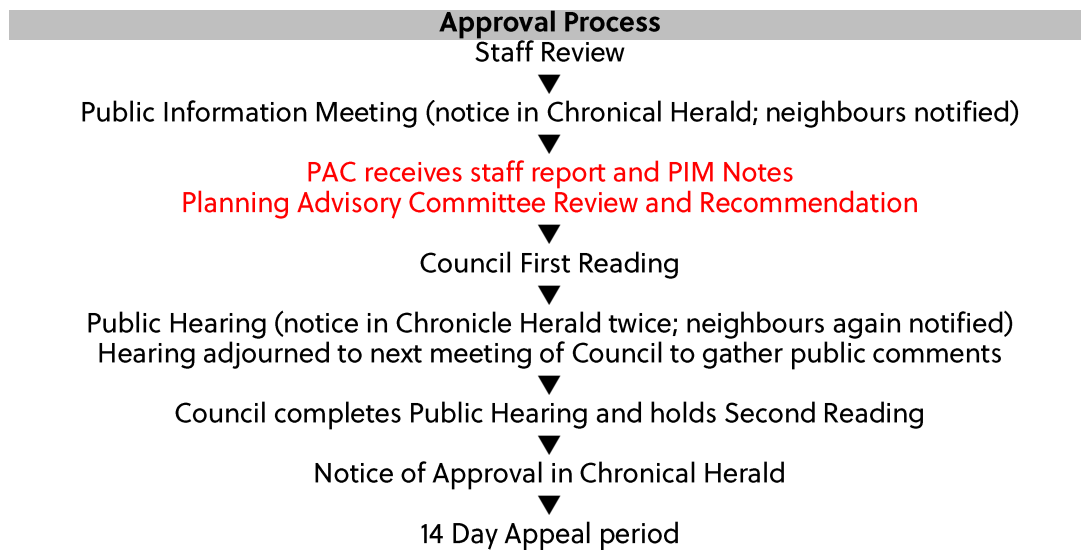 Approval Process
Staff Review
Public Information Meeting (notice in Chronical Herald; neighbours notified)
PAC receives staff report and PIM Notes
Planning Advisory Committee Review and Recommendation
Council First Reading
Public Hearing (notice in Chronicle Herald twice; neighbours again notified)
Hearing adjourned to next meeting of Council to gather public comments
Council completes Public Hearing and holds Second Reading
Notice of Approval in Chronical Herald
14 Day Appeal period